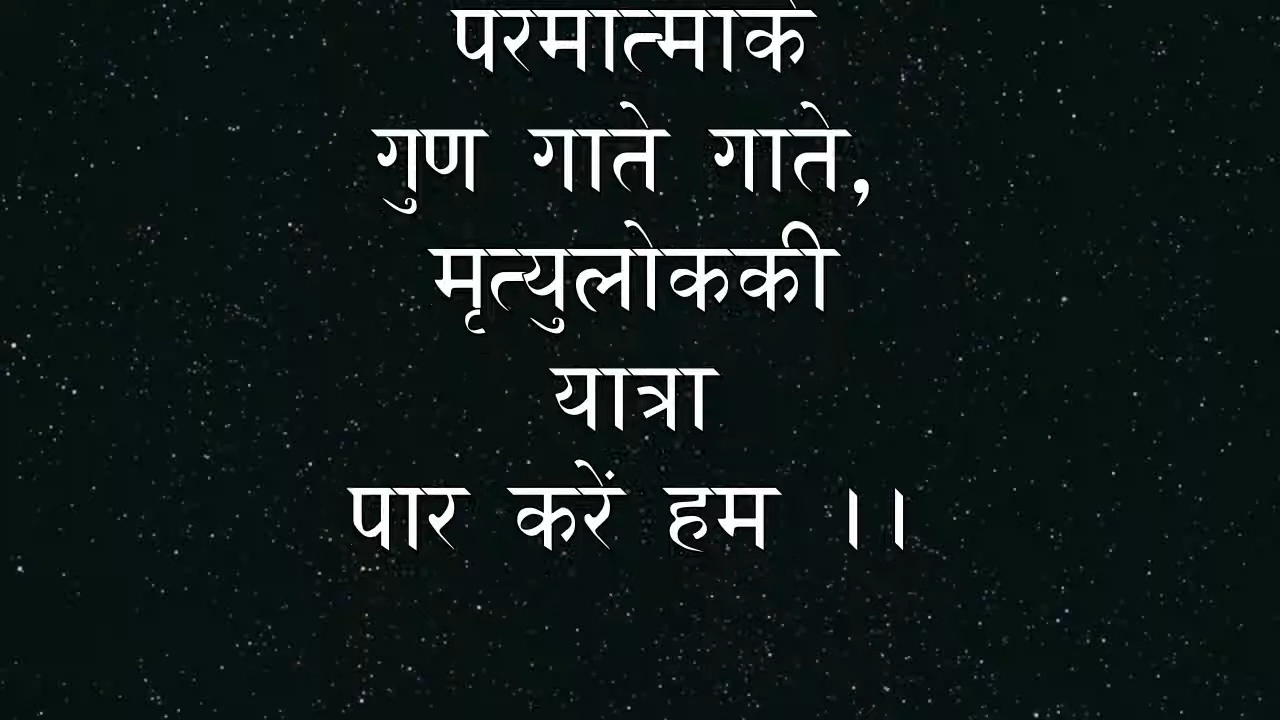 परमात्माके
गुण गाते गाते,
मृत्युलोककी
यात्रा
पार करें हम ।।